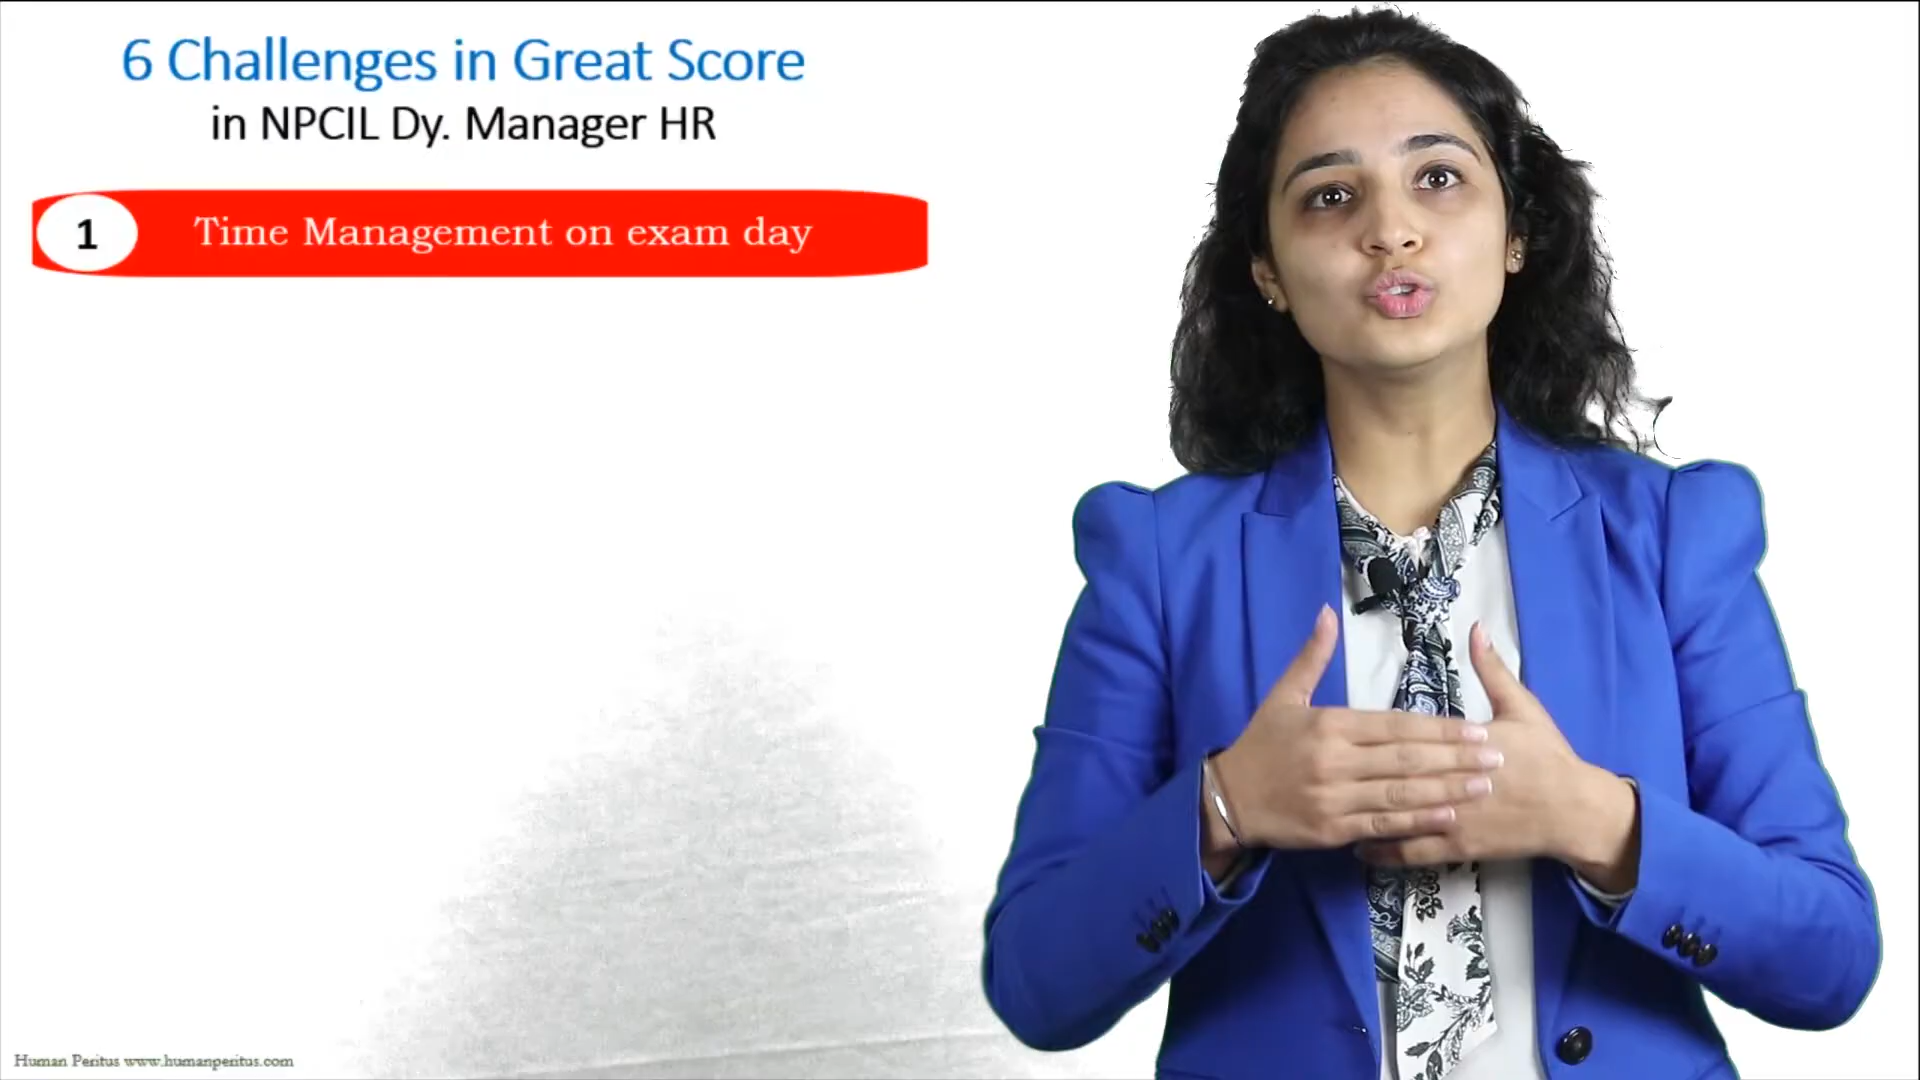 6 Challenges in Great Score
in NPCIL Dy. Manager HR
1 Time Management on exam day
Human Peritus www.humanperitus.com